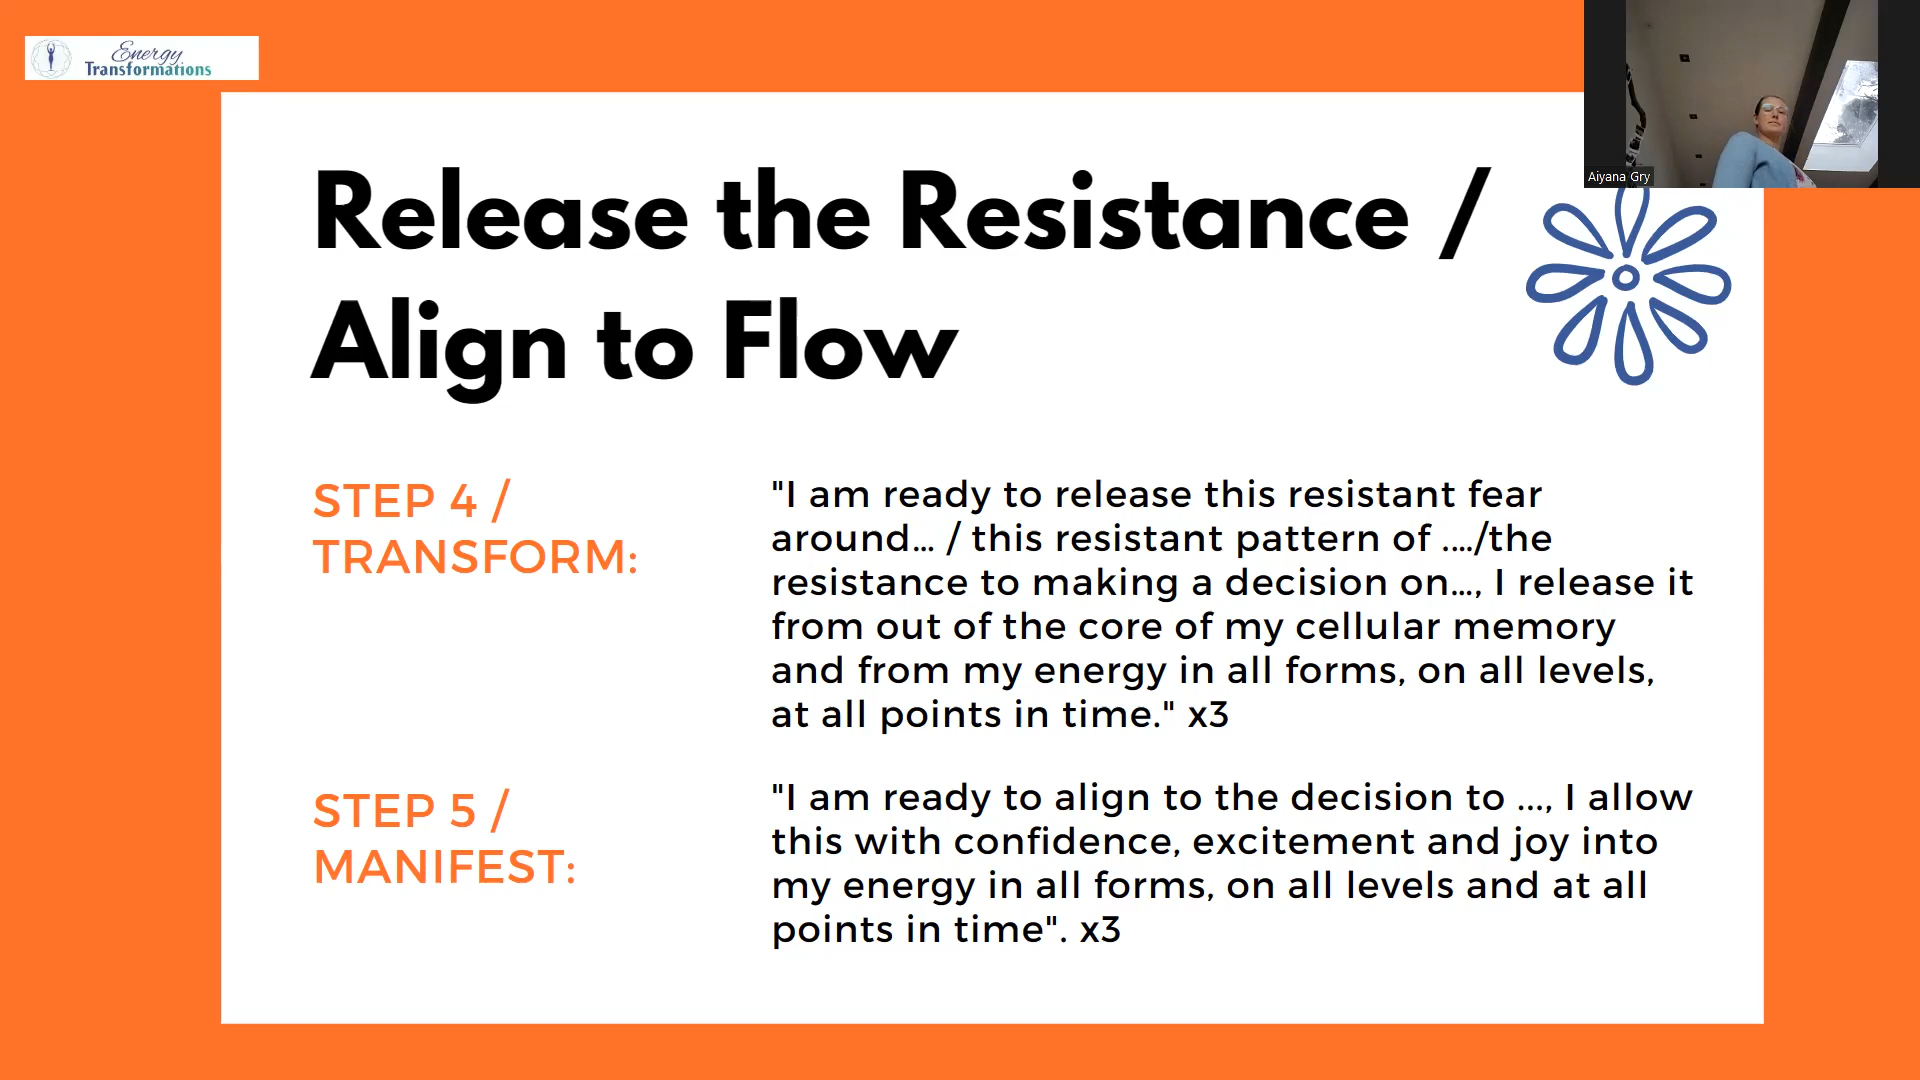 Energy
Transformations
Aiyana Gry
Release the Resistance /
Align to Flow
STEP 4 /
TRANSFORM:
"I am ready to release this resistant fear
around... / this resistant pattern of ..../the
resistance to making a decision on..., I release it
from out of the core of my cellular memory
and from my energy in all forms, on all levels,
at all points in time." x3
STEP 5 /
MANIFEST:
"I am ready to align to the decision to ..., I allow
this with confidence, excitement and joy into
my energy in all forms, on all levels and at all
points in time". x3